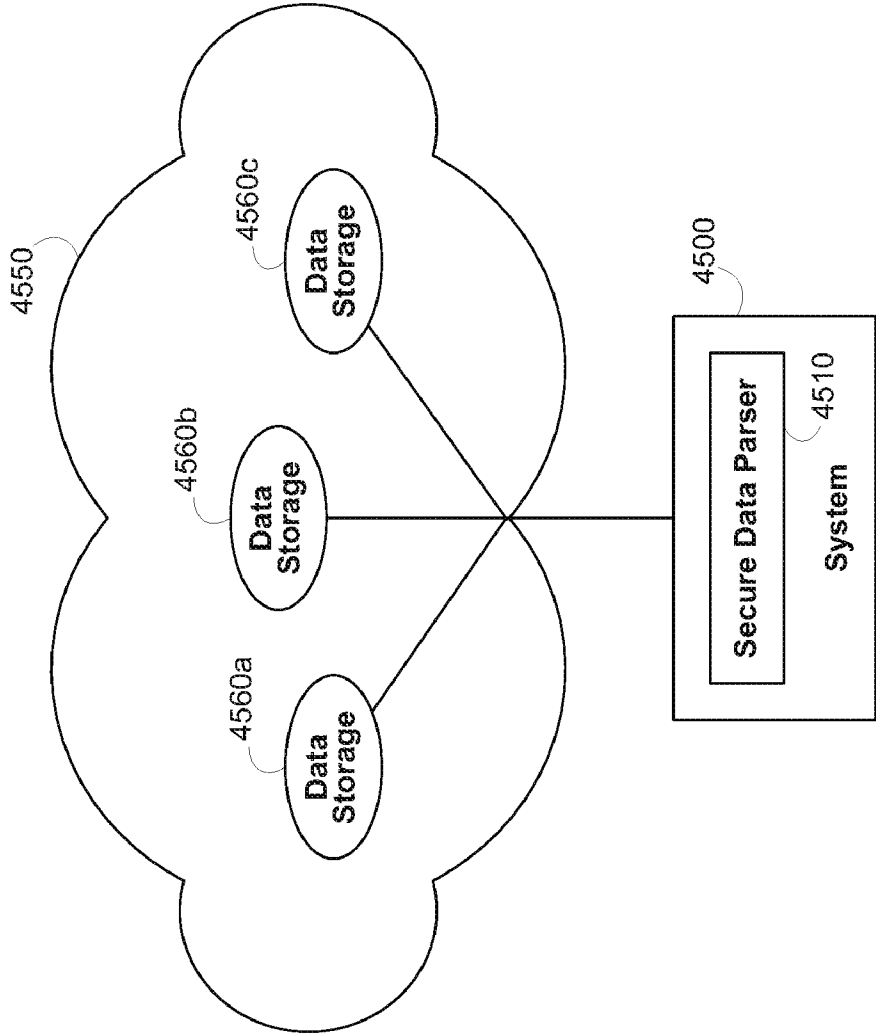 4550
4560a
Data
Storage
4560b
Data
Storage
4560c
Data
Storage
4500
Secure Data Parser
4510
System